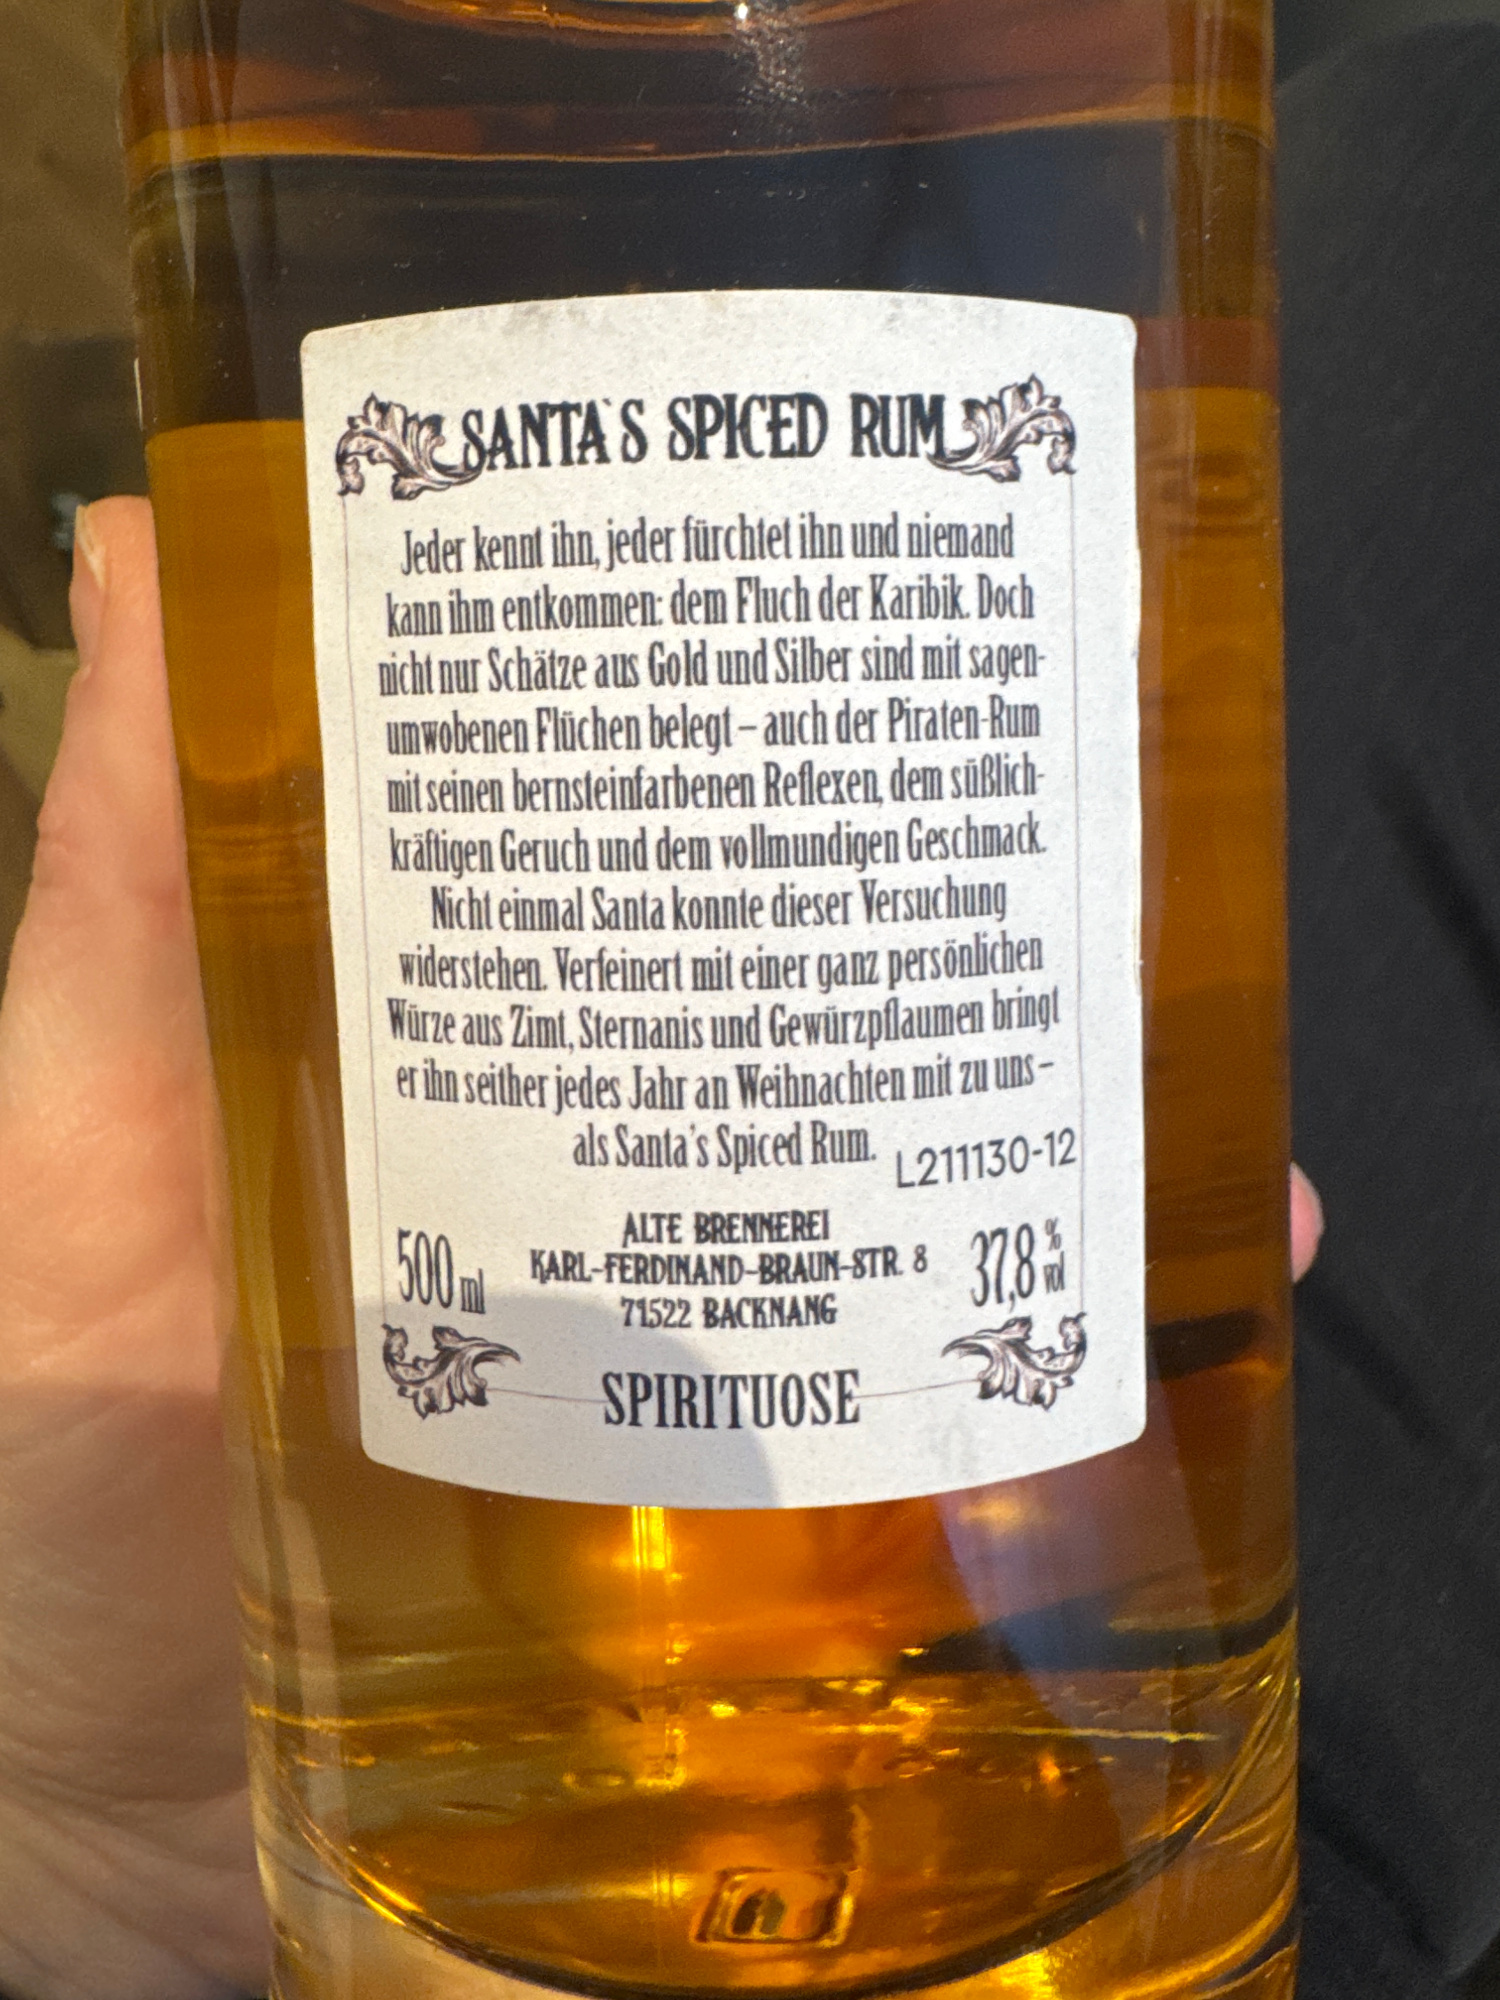 SANTA`S SPICED RUM
Jeder kennt ihn, jeder fürchtet ihn und niemand
kann ihm entkommen: dem Fluch der Karibik. Doch
nicht nur Schätze aus Gold und Silber sind mit sagen-
umwobenen Flüchen belegt – auch der Piraten-Rum
mit seinen bernsteinfarbenen Reflexen, dem süßlich-
kräftigen Geruch und dem vollmundigen Geschmack.
Nicht einmal Santa konnte dieser Versuchung
widerstehen. Verfeinert mit einer ganz persönlichen
Würze aus Zimt, Sternanis und Gewürzpflaumen bringt
er ihn seither jedes Jahr an Weihnachten mit zu uns –
als Santa's Spiced Rum.
L211130-12
ALTE BRENNEREI
KARL-FERDINAND-BRAUN-STR. 8
71522 BACKNANG
500 ml
37,8 % vol
SPIRITUOSE